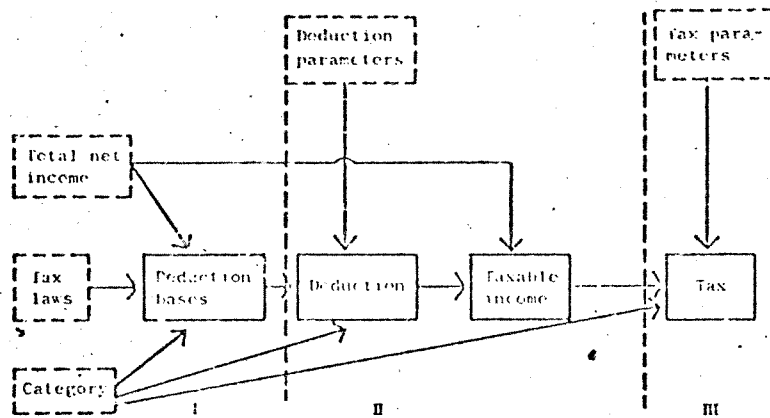 Deduction
parameters
Tax para-
meters
Total net
income
Tax
laws
Deduction
bases
Deduction
Taxable
income
Tax
Category
I
II
III